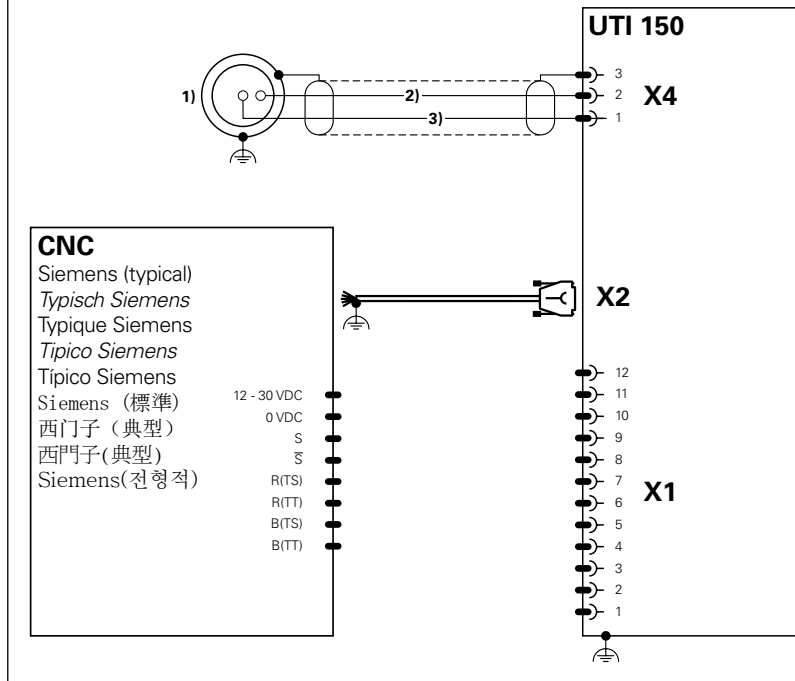 UTI 150
3
2
X4
1
1)
2)
3)
CNC
Siemens (typical)
Typisch Siemens
Typique Siemens
Tipico Siemens
Típico Siemens
Siemens (標準)
西门子（典型）
西門子(典型)
Siemens(전형적)
12 - 30 VDC
0 VDC
S
S̅
R(TS)
R(TT)
B(TS)
B(TT)
X2
12
11
10
9
8
7
6
5
4
3
2
1
X1